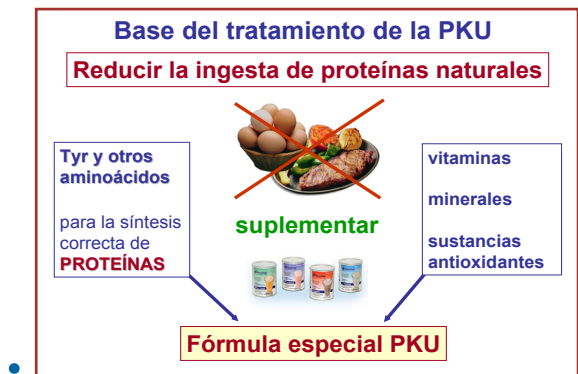 Base del tratamiento de la PKU
Reducir la ingesta de proteínas naturales
Tyr y otros
aminoácidos
para la síntesis
correcta de
PROTEÍNAS
suplementar
vitaminas
minerales
sustancias
antioxidantes
Fórmula especial PKU